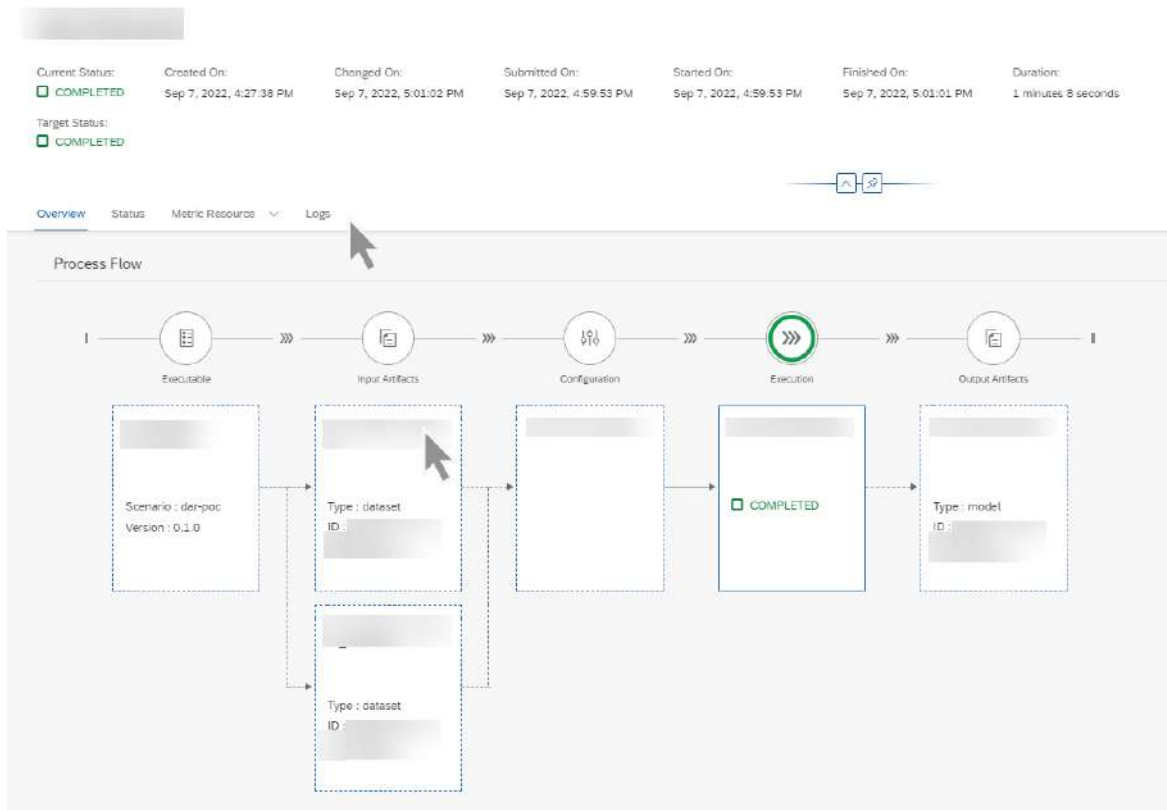 Current Status:
Created On:
Changed On:
Submitted On:
Started On:
Finished On:
Duration:
COMPLETED
Sep 7, 2022, 4:27:38 PM
Sep 7, 2022, 5:01:02 PM
Sep 7, 2022, 4:59:53 PM
Sep 7, 2022, 4:59:53 PM
Sep 7, 2022, 5:01:01 PM
1 minutes 8 seconds
Target Status:
COMPLETED
Overview
Status
Metric Resource
Logs
Process Flow
Executable
Input Artifacts
Configuration
Execution
Output Artifacts
Scenario : der-poc
Version : 0.1.0
Type : dataset
ID :
COMPLETED
Type : model
ID :
Type : dataset
ID :